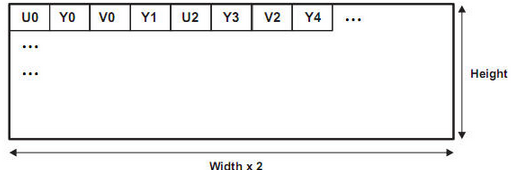 U0 Y0 V0 Y1 U2 Y3 V2 Y4 ...
...
...
Height
Width x 2